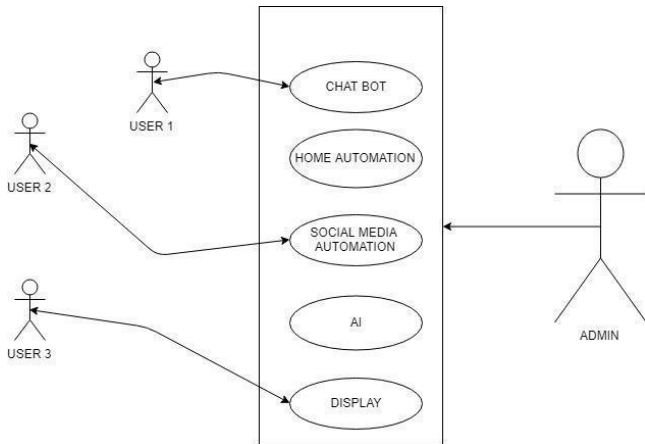 CHAT BOT
USER 1
HOME AUTOMATION
USER 2
SOCIAL MEDIA
AUTOMATION
AI
ADMIN
USER 3
DISPLAY